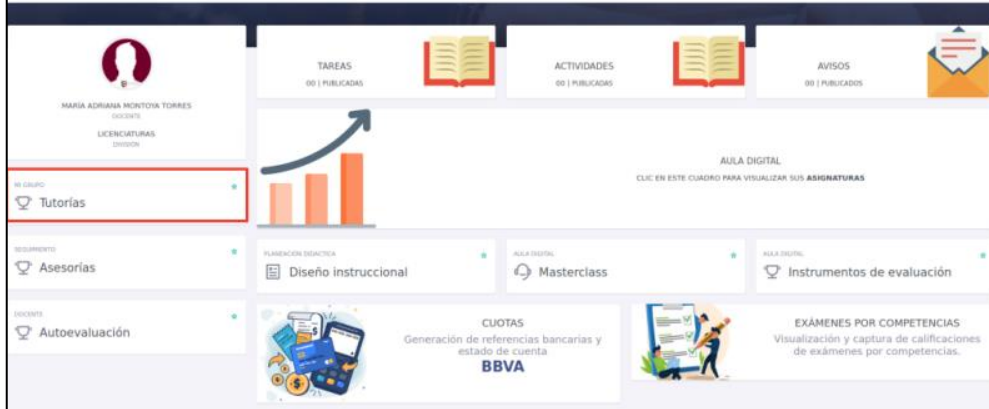 MARÍA ADRIANA MONTOYA TORRES
DOCENTE
LICENCIATURAS
DIVISIÓN
TAREAS
00 | PUBLICADAS
ACTIVIDADES
00 | PUBLICADAS
AVISOS
00 | PUBLICADOS
AULA DIGITAL
CLIC EN ESTE CUADRO PARA VISUALIZAR SUS ASIGNATURAS
MI GRUPO
Tutorías
SEGUIMIENTO
Asesorías
DOCENTE
Autoevaluación
PLANEACIÓN DIDÁCTICA
Diseño instruccional
AULA DIGITAL
Masterclass
AULA DIGITAL
Instrumentos de evaluación
CUOTAS
Generación de referencias bancarias y
estado de cuenta
BBVA
EXÁMENES POR COMPETENCIAS
Visualización y captura de calificaciones
de exámenes por competencias.